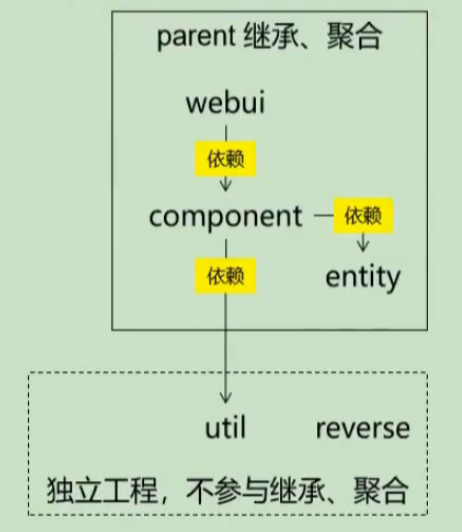 parent 继承、聚合
webui
依赖
component
依赖
依赖
entity
util
reverse
独立工程，不参与继承、聚合